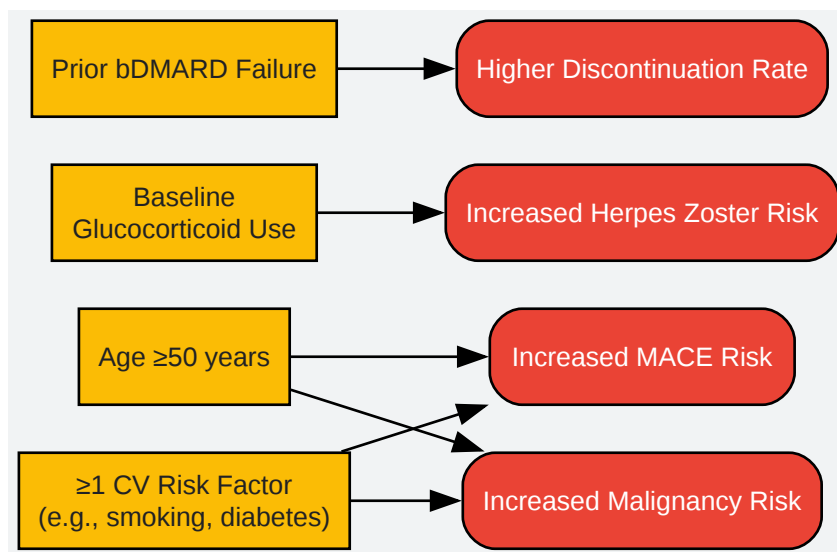 Prior bDMARD Failure
Higher Discontinuation Rate
Baseline
Glucocorticoid Use
Increased Herpes Zoster Risk
Age ≥50 years
Increased MACE Risk
≥1 CV Risk Factor
(e.g., smoking, diabetes)
Increased Malignancy Risk